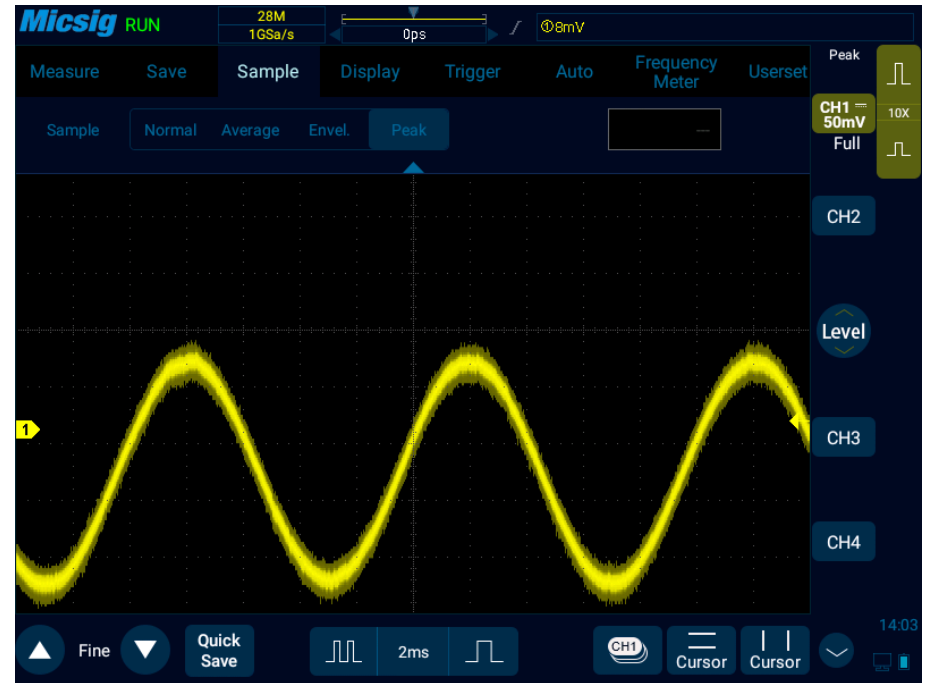 Micsig RUN
28M
1GSa/s
0ps
①8mV
Measure Save Sample Display Trigger Auto Frequency Meter Userset
Peak
Sample Normal Average Envel. Peak
---
CH1
50mV
Full
10X
CH2
Level
1
CH3
CH4
Fine
Quick
Save
2ms
CH1
Cursor
Cursor
14:03